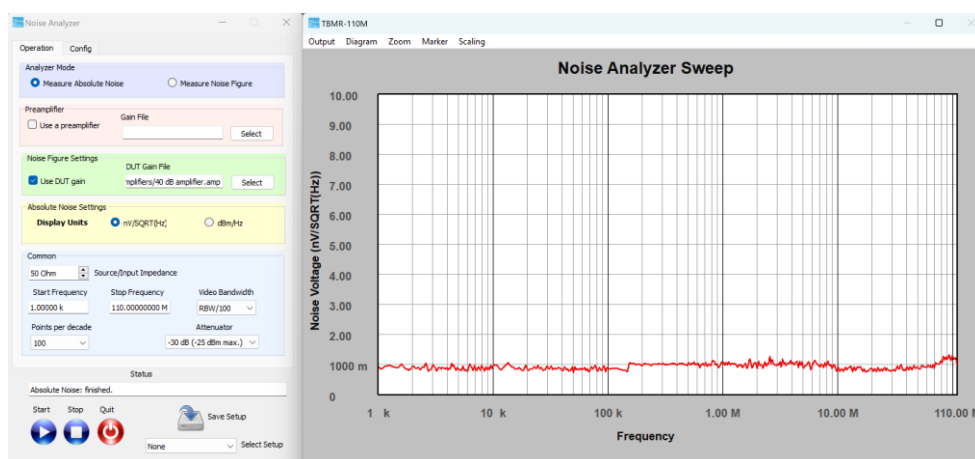 Noise Analyzer
Operation Config
Analyzer Mode
Measure Absolute Noise Measure Noise Figure
Preamplifier
Use a preamplifier
Gain File
Select
Noise Figure Settings
DUT Gain File
Use DUT gain
nplifiers/40 dB amplifier.amp
Select
Absolute Noise Settings
Display Units nV/SQRT(Hz) dBm/Hz
Common
50 Ohm Source/Input Impedance
Start Frequency Stop Frequency Video Bandwidth
1.00000 k 110.00000000 M RBW/100
Points per decade Attenuator
100 -30 dB (-25 dBm max.)
Status
Absolute Noise: finished.
Start Stop Quit
Save Setup
None Select Setup
TBMR-110M
Output Diagram Zoom Marker Scaling
Noise Analyzer Sweep
Noise Voltage (nV/SQRT(Hz))
10.00
9.00
8.00
7.00
6.00
5.00
4.00
3.00
2.00
1000 m
0
1 k 10 k 100 k 1.00 M 10.00 M 110.00
Frequency